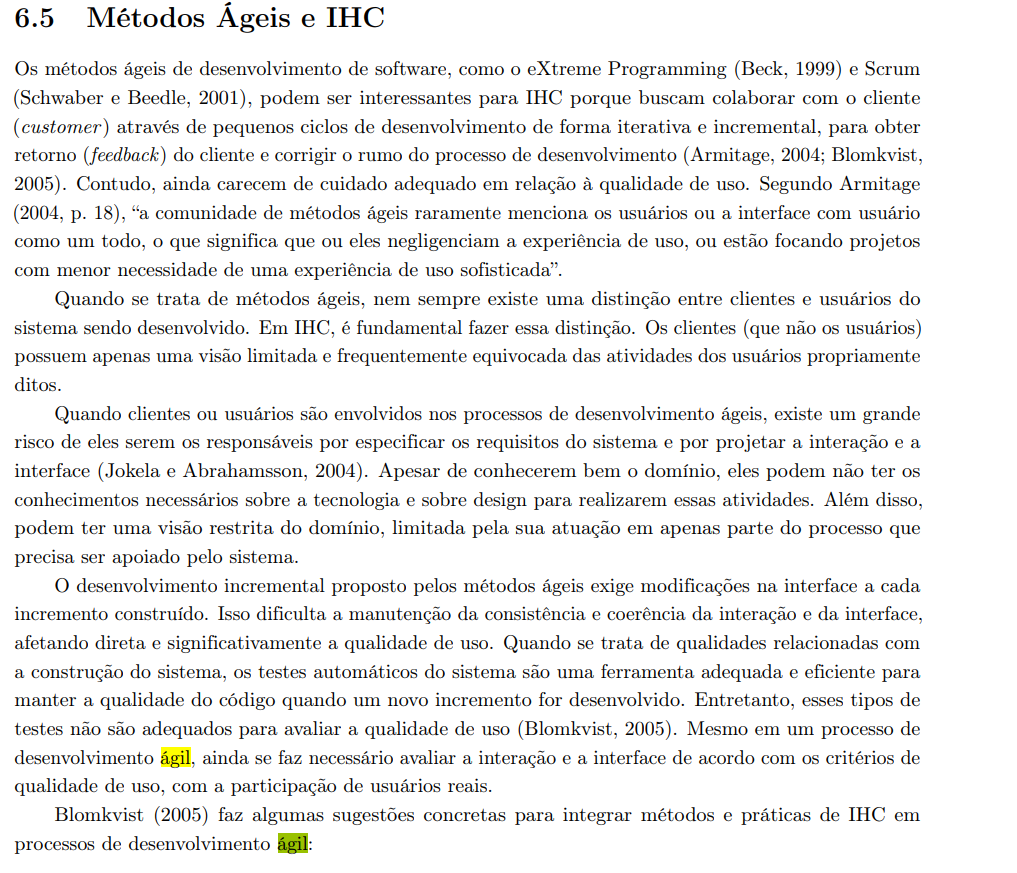 6.5 Métodos Ágeis e IHC
Os métodos ágeis de desenvolvimento de software, como o eXtreme Programming (Beck, 1999) e Scrum
(Schwaber e Beedle, 2001), podem ser interessantes para IHC porque buscam colaborar com o cliente
(customer) através de pequenos ciclos de desenvolvimento de forma iterativa e incremental, para obter
retorno (feedback) do cliente e corrigir o rumo do processo de desenvolvimento (Armitage, 2004; Blomkvist,
2005). Contudo, ainda carecem de cuidado adequado em relação à qualidade de uso. Segundo Armitage
(2004, p. 18), “a comunidade de métodos ágeis raramente menciona os usuários ou a interface com usuário
como um todo, o que significa que ou eles negligenciam a experiência de uso, ou estão focando projetos
com menor necessidade de uma experiência de uso sofisticada”.
Quando se trata de métodos ágeis, nem sempre existe uma distinção entre clientes e usuários do
sistema sendo desenvolvido. Em IHC, é fundamental fazer essa distinção. Os clientes (que não os usuários)
possuem apenas uma visão limitada e frequentemente equivocada das atividades dos usuários propriamente
ditos.
Quando clientes ou usuários são envolvidos nos processos de desenvolvimento ágeis, existe um grande
risco de eles serem os responsáveis por especificar os requisitos do sistema e por projetar a interação e a
interface (Jokela e Abrahamsson, 2004). Apesar de conhecerem bem o domínio, eles podem não ter os
conhecimentos necessários sobre a tecnologia e sobre design para realizarem essas atividades. Além disso,
podem ter uma visão restrita do domínio, limitada pela sua atuação em apenas parte do processo que
precisa ser apoiado pelo sistema.
O desenvolvimento incremental proposto pelos métodos ágeis exige modificações na interface a cada
incremento construído. Isso dificulta a manutenção da consistência e coerência da interação e da interface,
afetando direta e significativamente a qualidade de uso. Quando se trata de qualidades relacionadas com
a construção do sistema, os testes automáticos do sistema são uma ferramenta adequada e eficiente para
manter a qualidade do código quando um novo incremento for desenvolvido. Entretanto, esses tipos de
testes não são adequados para avaliar a qualidade de uso (Blomkvist, 2005). Mesmo em um processo de
desenvolvimento ágil, ainda se faz necessário avaliar a interação e a interface de acordo com os critérios de
qualidade de uso, com a participação de usuários reais.
Blomkvist (2005) faz algumas sugestões concretas para integrar métodos e práticas de IHC em
processos de desenvolvimento ágil: